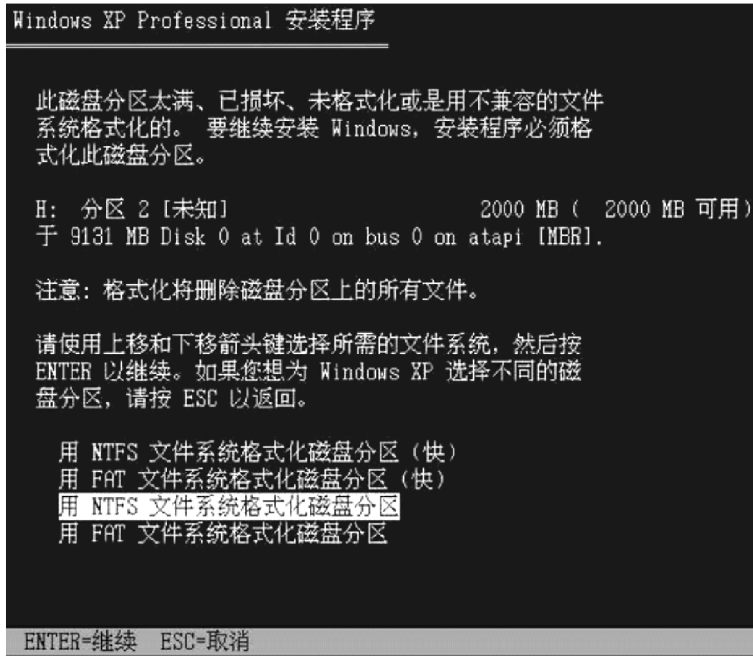 Windows XP Professional 安装程序
此磁盘分区太满、已损坏、未格式化或是用不兼容的文件
系统格式化的。 要继续安装 Windows, 安装程序必须格
式化此磁盘分区。
H: 分区 2 [未知] 2000 MB ( 2000 MB 可用)
于 9131 MB Disk 0 at Id 0 on bus 0 on atapi [MBR].
注意: 格式化将删除磁盘分区上的所有文件。
请使用上移和下移箭头键选择所需的文件系统, 然后按
ENTER 以继续。如果您想为 Windows XP 选择不同的磁
盘分区, 请按 ESC 以返回。
用 NTFS 文件系统格式化磁盘分区 (快)
用 FAT 文件系统格式化磁盘分区 (快)
用 NTFS 文件系统格式化磁盘分区
用 FAT 文件系统格式化磁盘分区
ENTER=继续 ESC=取消